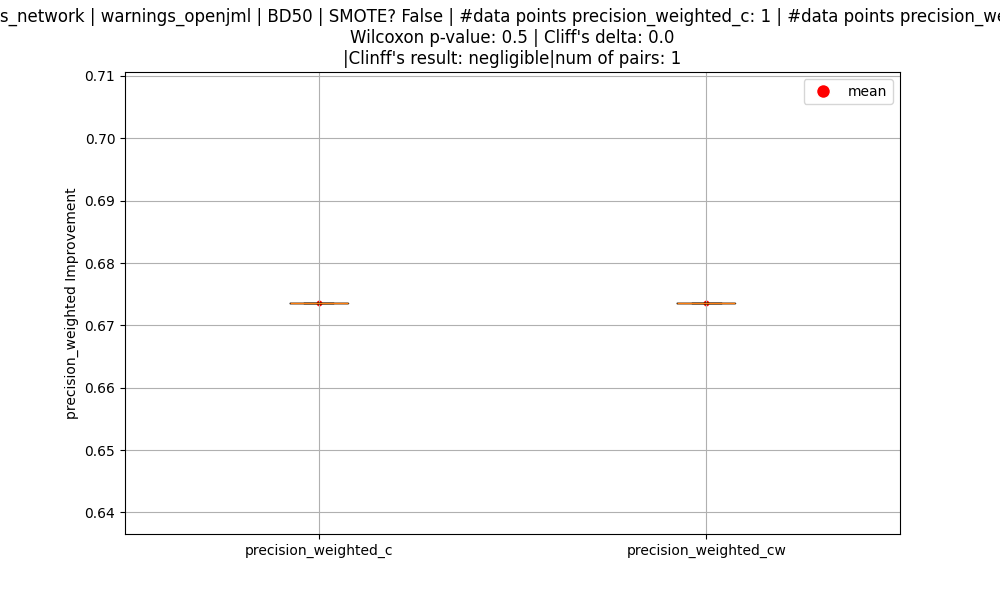 s_network | warnings_openjml | BD50 | SMOTE? False | #data points precision_weighted_c: 1 | #data points precision_we
Wilcoxon p-value: 0.5 | Cliff's delta: 0.0
|Clinff's result: negligible|num of pairs: 1
mean
0.71
0.70
0.69
0.68
0.67
0.66
0.65
0.64
precision_weighted Improvement
precision_weighted_c
precision_weighted_cw